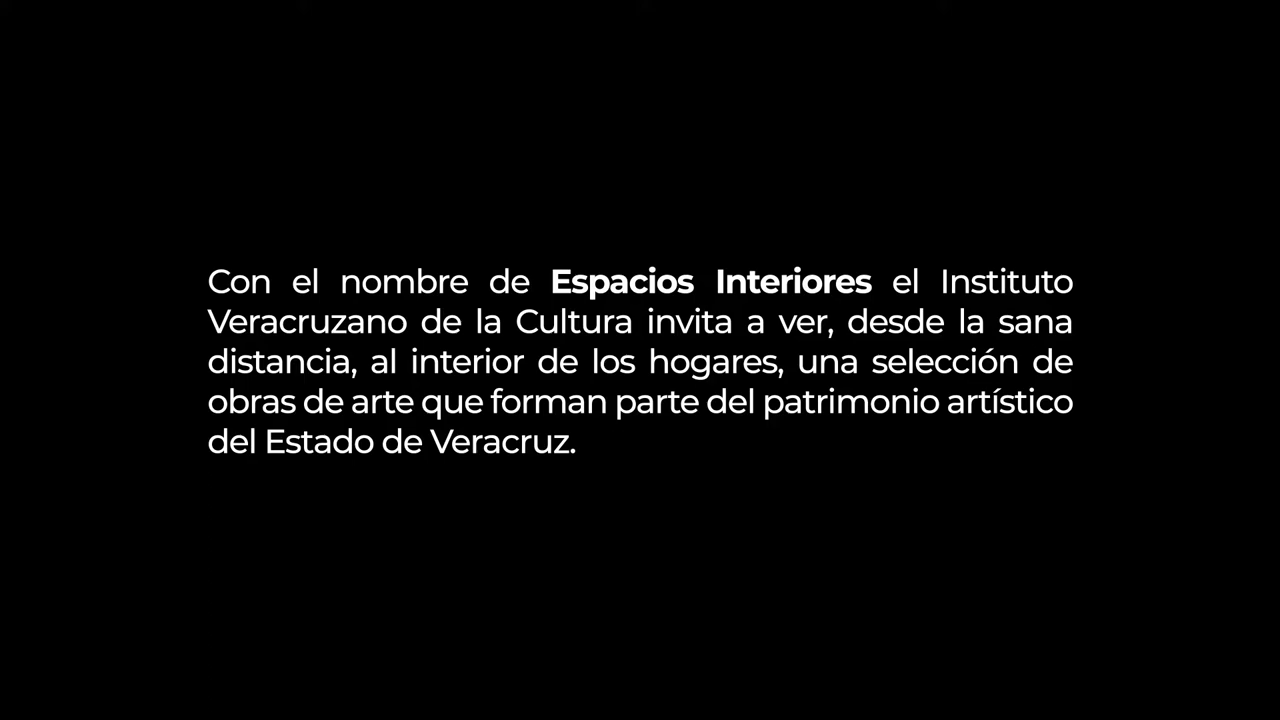 Con el nombre de Espacios Interiores el Instituto
Veracruzano de la Cultura invita a ver, desde la sana
distancia, al interior de los hogares, una selección de
obras de arte que forman parte del patrimonio artístico
del Estado de Veracruz.